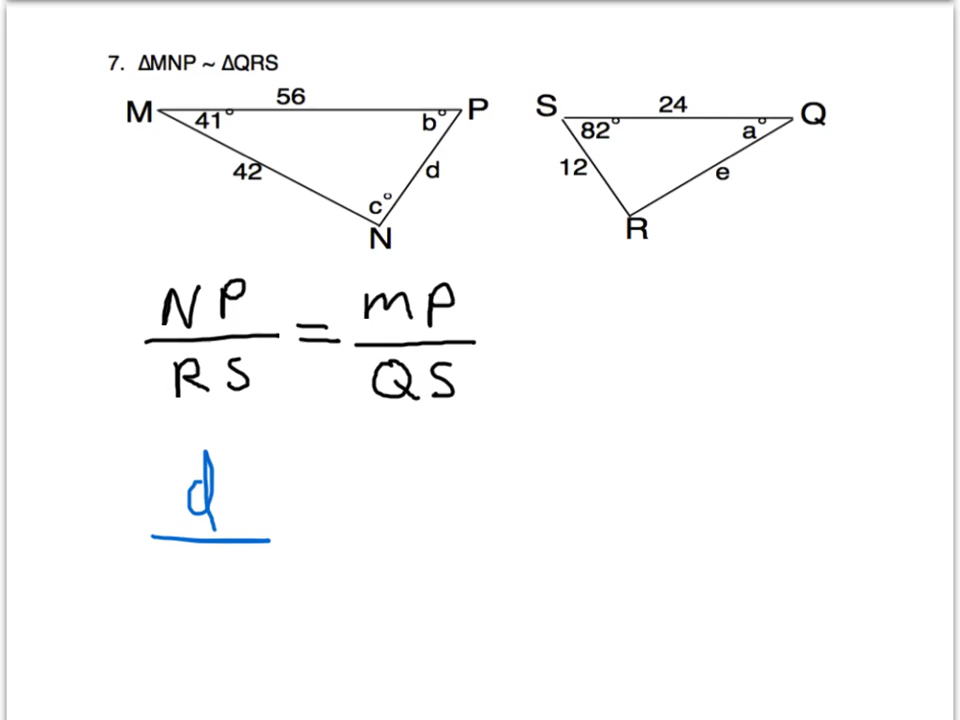 7. ΔMNP ~ ΔQRS
M 56 P
41° b°
42 d
c°
N
S 24 Q
82° a°
12 e
R
NP/RS = MP/QS
d